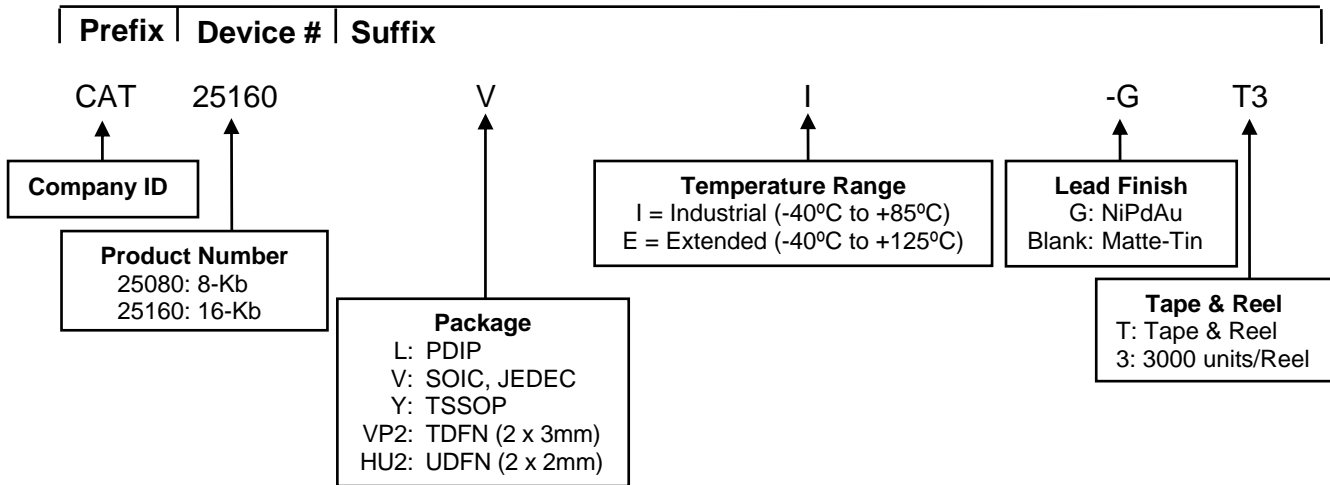 Prefix Device # Suffix
CAT 25160 V I -G T3
Company ID
Product Number
25080: 8-Kb
25160: 16-Kb
Package
L: PDIP
V: SOIC, JEDEC
Y: TSSOP
VP2: TDFN (2 x 3mm)
HU2: UDFN (2 x 2mm)
Temperature Range
I = Industrial (-40ºC to +85ºC)
E = Extended (-40ºC to +125ºC)
Lead Finish
G: NiPdAu
Blank: Matte-Tin
Tape & Reel
T: Tape & Reel
3: 3000 units/Reel